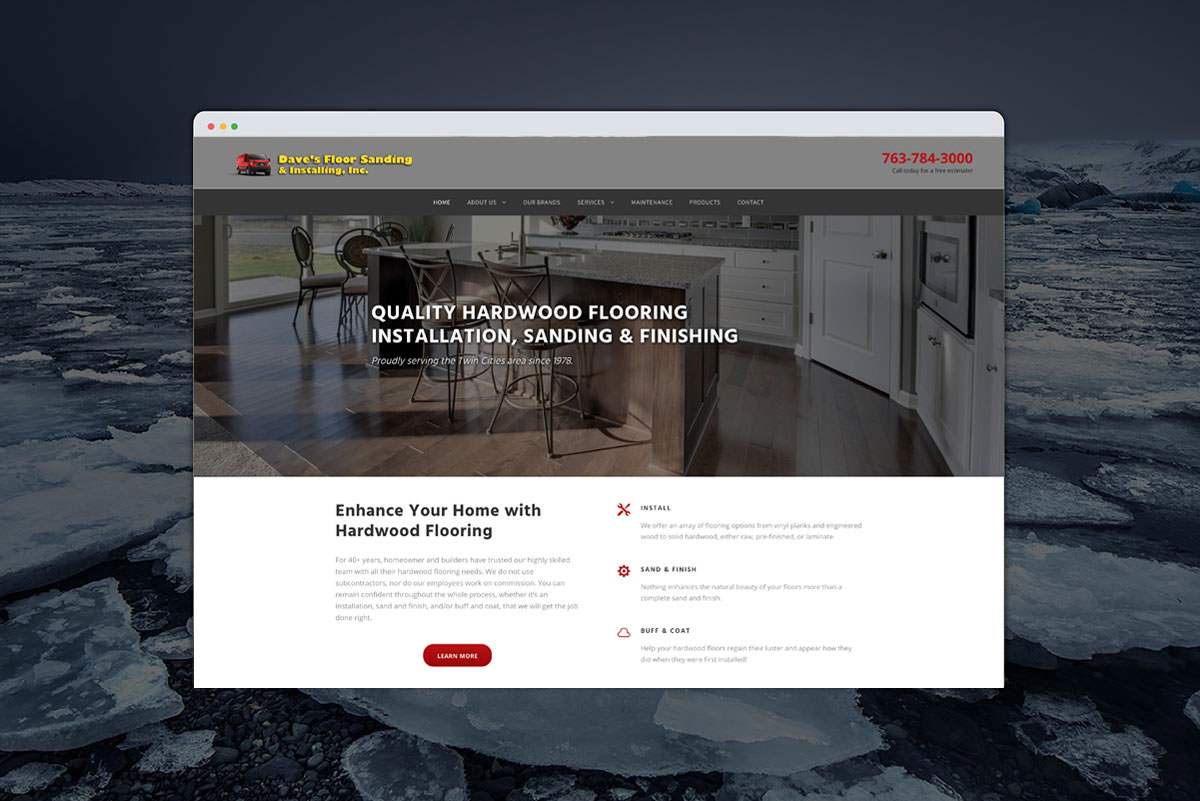 Dave's Floor Sanding
& Installing, Inc.
763-784-3000
Call today for a free estimate!
HOME ABOUT US OUR BRANDS SERVICES MAINTENANCE PRODUCTS CONTACT
QUALITY HARDWOOD FLOORING
INSTALLATION, SANDING & FINISHING
Proudly serving the Twin Cities area since 1978.
Enhance Your Home with
Hardwood Flooring
For 40+ years, homeowner and builders have trusted our highly skilled
team with all their hardwood flooring needs. We do not use
subcontractors, nor do our employees work on commission. You can
remain confident throughout the whole process, whether it's an
installation, sand and finish, and/or buff and coat, that we will get the job
done right.
LEARN MORE
INSTALL
We offer an array of flooring options from vinyl planks and engineered
wood to solid hardwood, either raw, pre-finished, or laminate
SAND & FINISH
Nothing enhances the natural beauty of your floors more than a
complete sand and finish.
BUFF & COAT
Help your hardwood floors regain their luster and appear how they
did when they were first installed!